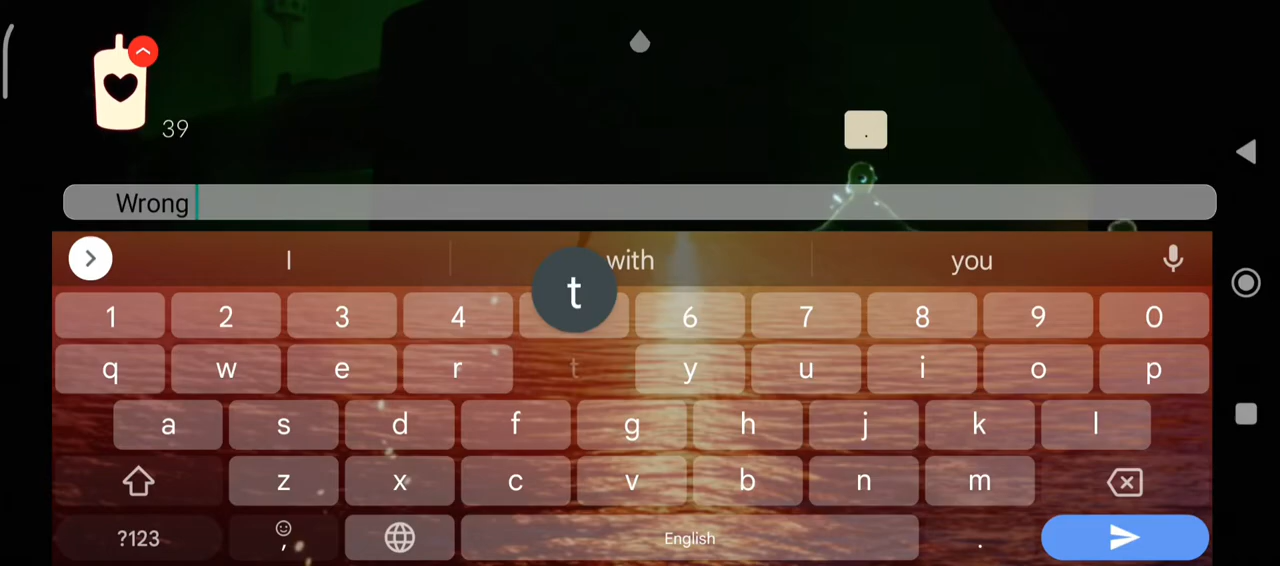 39
.
Wrong
I with you
t
1 2 3 4 6 7 8 9 0
q w e r t y u i o p
a s d f g h j k l
z x c v b n m
?123 , English .